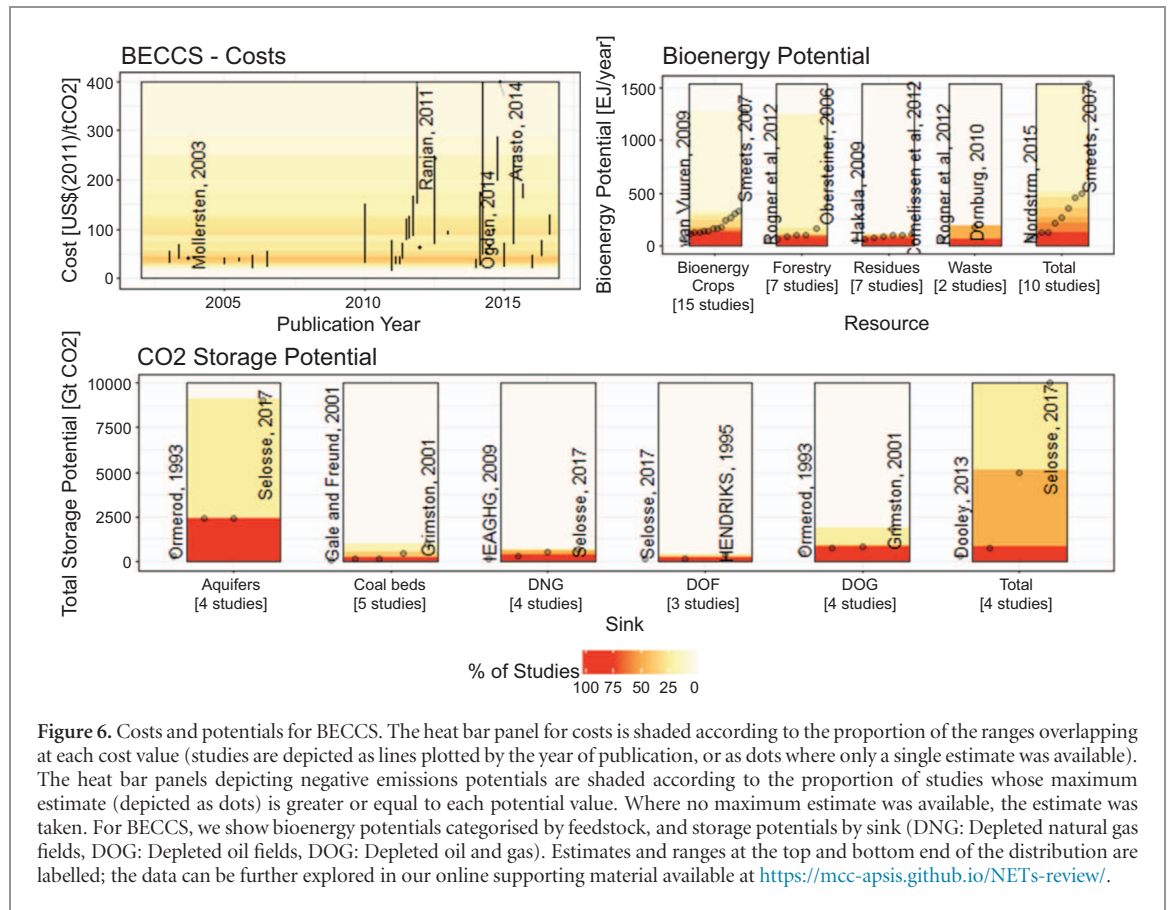 BECCS - Costs
Cost [US$(2011)/tCO2]
400
300
200
100
0
Mollersten, 2003
Ranjan, 2011
Ogden, 2014
Arasto, 2014
2005
2010
2015
Publication Year
Bioenergy Potential
Bioenergy Potential [EJ/year]
1500
1000
500
0
van Vuuren, 2009
Smeets, 2007
Rogner et al, 2012
Obersteiner, 2006
Hakala, 2009
Cornelissen et al, 2012
Rogner et al, 2012
Dornburg, 2010
Nordstrm, 2015
Smeets, 2007
Bioenergy
Crops
[15 studies]
Forestry
[7 studies]
Residues
[7 studies]
Waste
[2 studies]
Total
[10 studies]
Resource
CO2 Storage Potential
Total Storage Potential [Gt CO2]
10000
7500
5000
2500
0
Ormerod, 1993
Selosse, 2017
Gale and Freund, 2001
Grimston, 2001
IEAGHG, 2009
Selosse, 2017
Selosse, 2017
HENDRIKS, 1995
Ormerod, 1993
Grimston, 2001
Dooley, 2013
Selosse, 2017
Aquifers
[4 studies]
Coal beds
[5 studies]
DNG
[4 studies]
DOF
[3 studies]
DOG
[4 studies]
Total
[4 studies]
Sink
% of Studies
100 75 50 25 0
Figure 6. Costs and potentials for BECCS. The heat bar panel for costs is shaded according to the proportion of the ranges overlapping
at each cost value (studies are depicted as lines plotted by the year of publication, or as dots where only a single estimate was available).
The heat bar panels depicting negative emissions potentials are shaded according to the proportion of studies whose maximum
estimate (depicted as dots) is greater or equal to each potential value. Where no maximum estimate was available, the estimate was
taken. For BECCS, we show bioenergy potentials categorised by feedstock, and storage potentials by sink (DNG: Depleted natural gas
fields, DOG: Depleted oil fields, DOG: Depleted oil and gas). Estimates and ranges at the top and bottom end of the distribution are
labelled; the data can be further explored in our online supporting material available at https://mcc-apsis.github.io/NETs-review/.